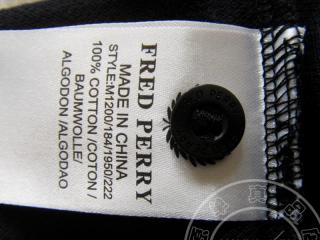 FRED PERRY
MADE IN CHINA
STYLE:M1200/184/1950/222
100% COTTON /COTON /
BAUMWOLLE/
ALGODON /ALGODAO